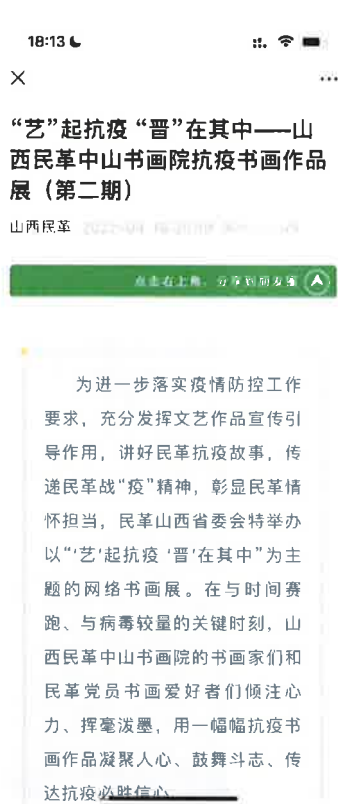 18:13
“艺”起抗疫 “晋”在其中——山
西民革中山书画院抗疫书画作品
展（第二期）
山西民革
点击右上角，分享到朋友圈
为进一步落实疫情防控工作
要求，充分发挥文艺作品宣传引
导作用，讲好民革抗疫故事，传
递民革战“疫”精神，彰显民革情
怀担当，民革山西省委会特举办
以“‘艺’起抗疫 ‘晋’在其中”为主
题的网络书画展。在与时间赛
跑、与病毒较量的关键时刻，山
西民革中山书画院的书画家们和
民革党员书画爱好者们倾注心
力、挥毫泼墨，用一幅幅抗疫书
画作品凝聚人心、鼓舞斗志、传
达抗疫必胜信心